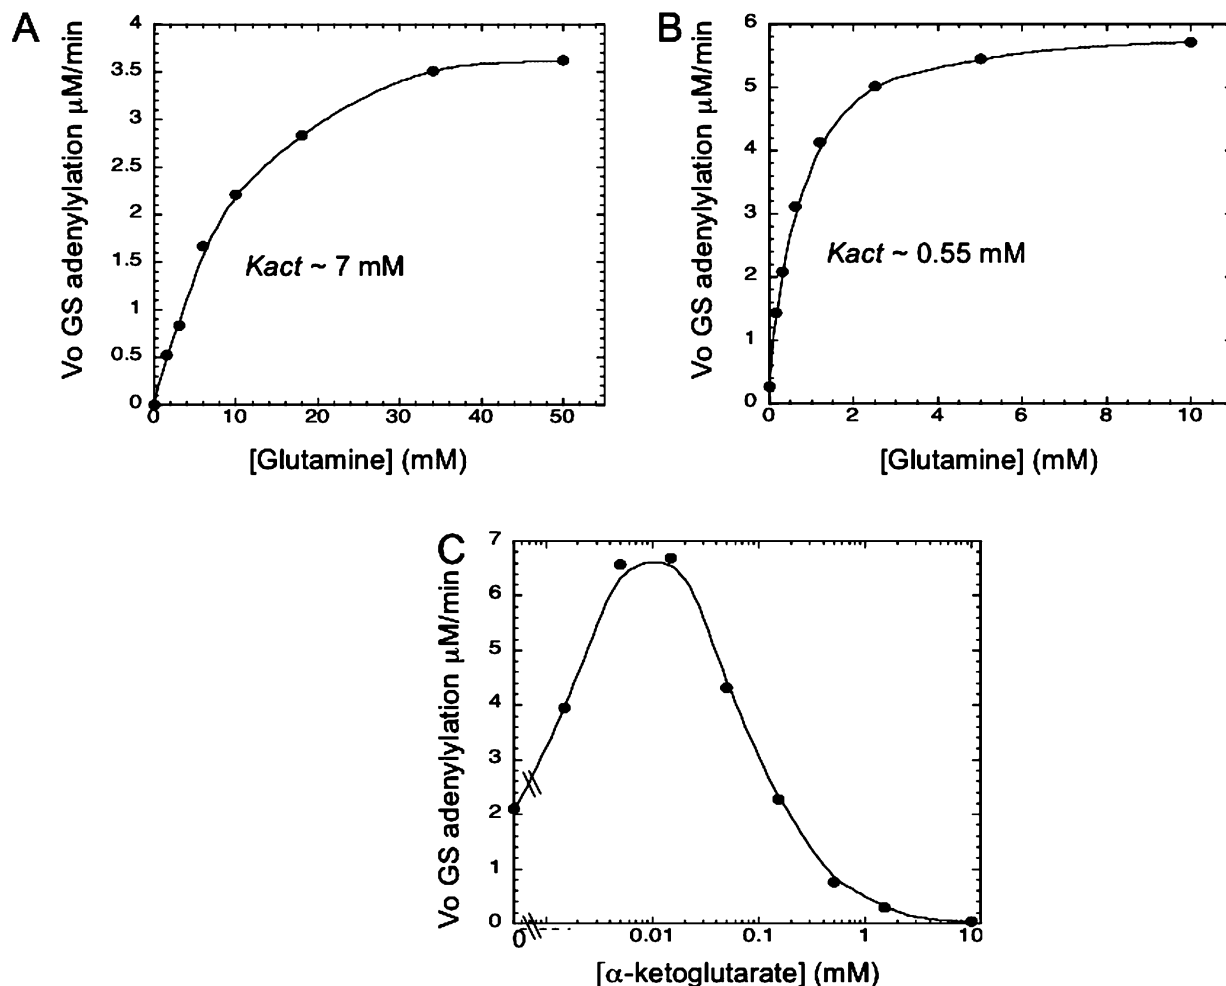 A
Vo GS adenylylation µM/min
4
3.5
3
2.5
2
1.5
1
0.5
0
Kact ~ 7 mM
0 10 20 30 40 50
[Glutamine] (mM)
B
Vo GS adenylylation µM/min
6
5
4
3
2
1
0
Kact ~ 0.55 mM
0 2 4 6 8 10
[Glutamine] (mM)
C
Vo GS adenylylation µM/min
7
6
5
4
3
2
1
0
0 0.01 0.1 1 10
[α-ketoglutarate] (mM)